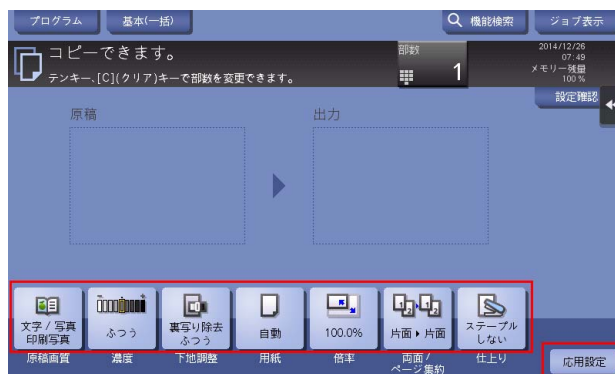 プログラム
基本(一括)
機能検索
ジョブ表示
コピーできます。
テンキー、[C](クリア)キーで部数を変更できます。
部数
1
2014/12/26
07:49
メモリー残量
100 %
設定確認
原稿
出力
文字 / 写真
印刷写真
ふつう
裏写り除去
ふつう
自動
100.0%
片面 ▶ 片面
ステープル
しない
原稿画質
濃度
下地調整
用紙
倍率
両面 /
ページ集約
仕上り
応用設定